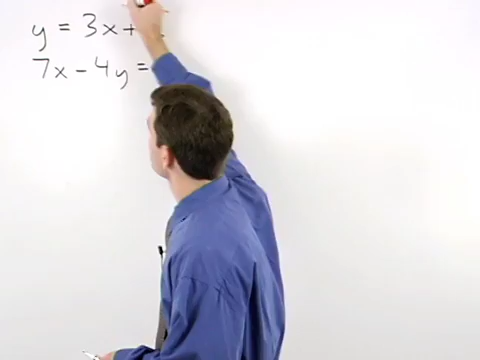 y = 3x +
7x - 4y =